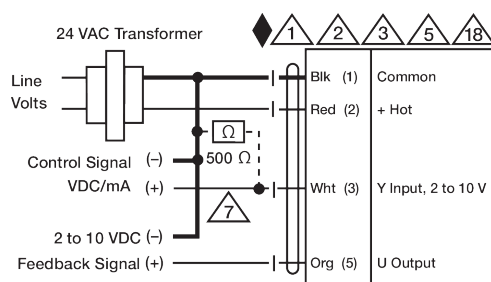 24 VAC Transformer
1 2 3 5 18
Line
Volts
Blk (1) Common
Red (2) + Hot
Ω
500 Ω
Control Signal (–)
VDC/mA (+)
Wht (3) Y Input, 2 to 10 V
7
2 to 10 VDC (–)
Feedback Signal (+)
Org (5) U Output